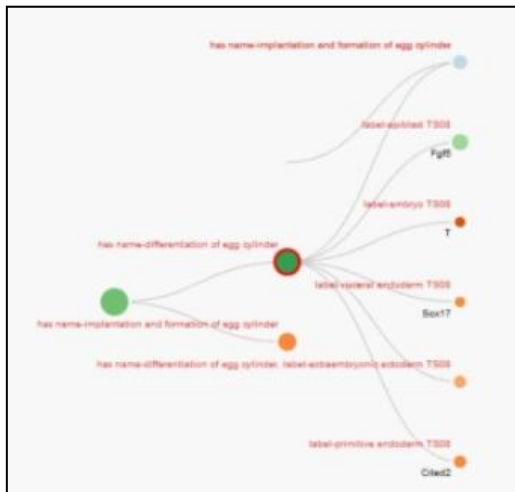 has name-implantation and formation of egg cylinder
label-epiblast TS08
Fgf5
label-embryo TS08
T
has name-differentiation of egg cylinder
label-visceral endoderm TS08
Sox17
has name-implantation and formation of egg cylinder
has name-differentiation of egg cylinder, label-extraembryonic ectoderm TS08
label-primitive endoderm TS08
Cited2